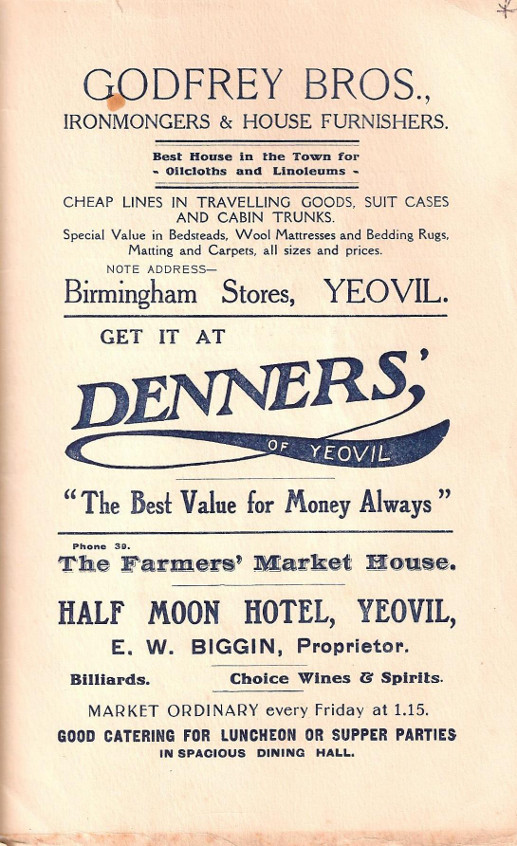 GODFREY BROS.,
IRONMONGERS & HOUSE FURNISHERS.
Best House in the Town for
- Oilcloths and Linoleums -
CHEAP LINES IN TRAVELLING GOODS, SUIT CASES
AND CABIN TRUNKS.
Special Value in Bedsteads, Wool Mattresses and Bedding Rugs,
Matting and Carpets, all sizes and prices.
NOTE ADDRESS—
Birmingham Stores, YEOVIL.
GET IT AT
DENNERS,'
OF YEOVIL
"The Best Value for Money Always"
Phone 39.
The Farmers' Market House.
HALF MOON HOTEL, YEOVIL,
E. W. BIGGIN, Proprietor.
Billiards. Choice Wines & Spirits.
MARKET ORDINARY every Friday at 1.15.
GOOD CATERING FOR LUNCHEON OR SUPPER PARTIES
IN SPACIOUS DINING HALL.